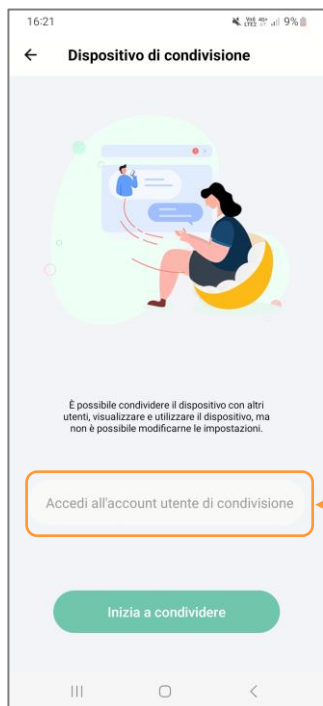 16:21
9%
Dispositivo di condivisione
È possibile condividere il dispositivo con altri
utenti, visualizzare e utilizzare il dispositivo, ma
non è possibile modificarne le impostazioni.
Accedi all'account utente di condivisione
Inizia a condividere